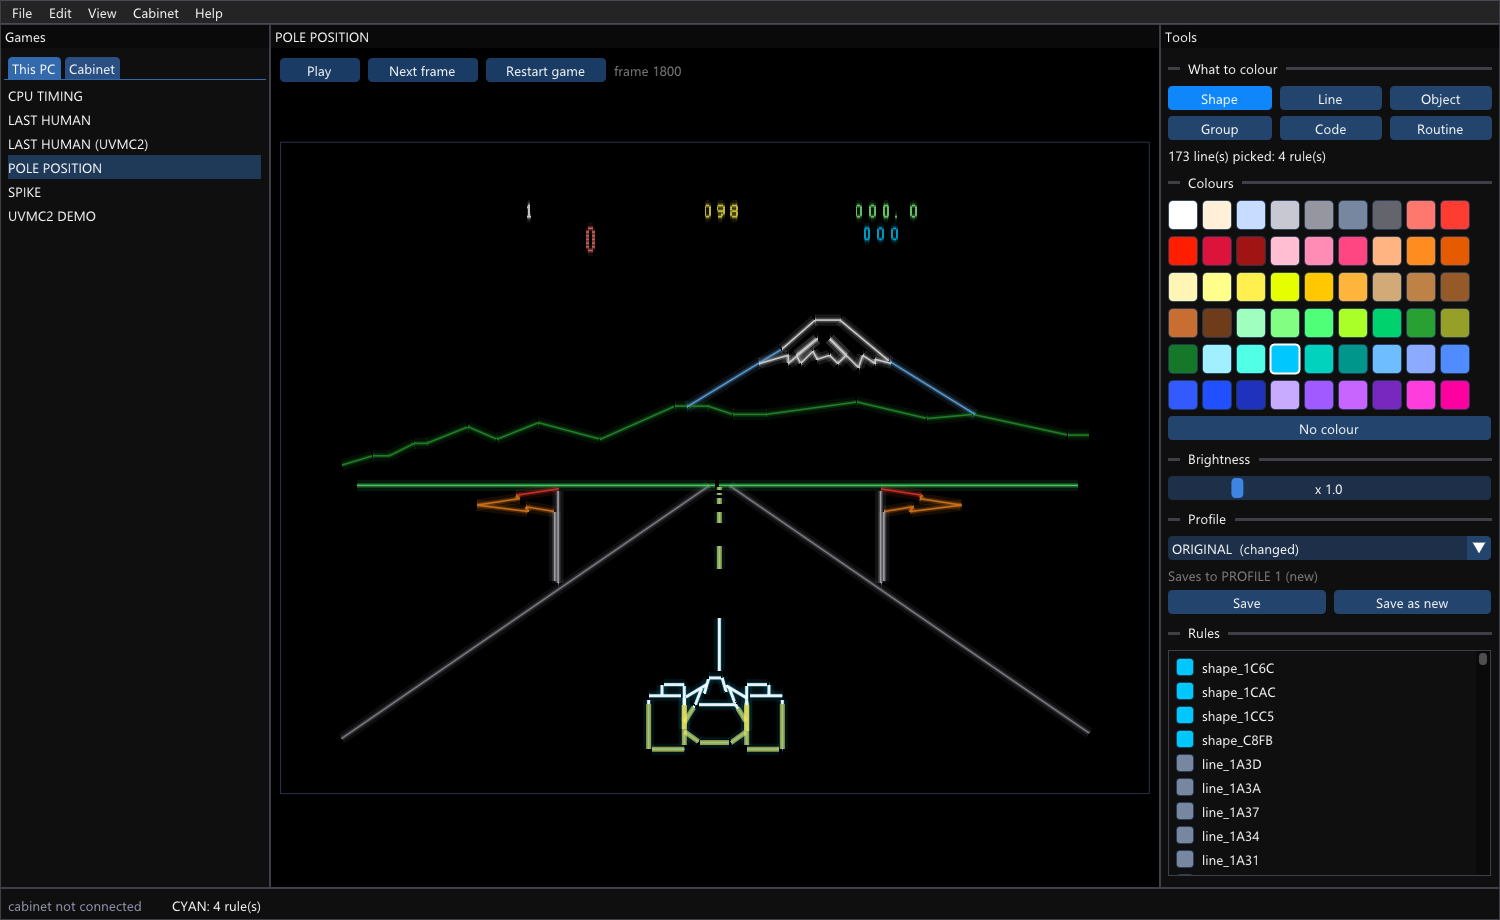 File Edit View Cabinet Help
Games
This PC Cabinet
CPU TIMING
LAST HUMAN
LAST HUMAN (UVMC2)
POLE POSITION
SPIKE
UVMC2 DEMO
POLE POSITION
Play Next frame Restart game frame 1800
1 098 000.0
0 000
Tools
What to colour
Shape Line Object
Group Code Routine
173 line(s) picked: 4 rule(s)
Colours
No colour
Brightness
x 1.0
Profile
ORIGINAL (changed)
Saves to PROFILE 1 (new)
Save Save as new
Rules
shape_1C6C
shape_1CAC
shape_1CC5
shape_C8FB
line_1A3D
line_1A3A
line_1A37
line_1A34
line_1A31
cabinet not connected CYAN: 4 rule(s)